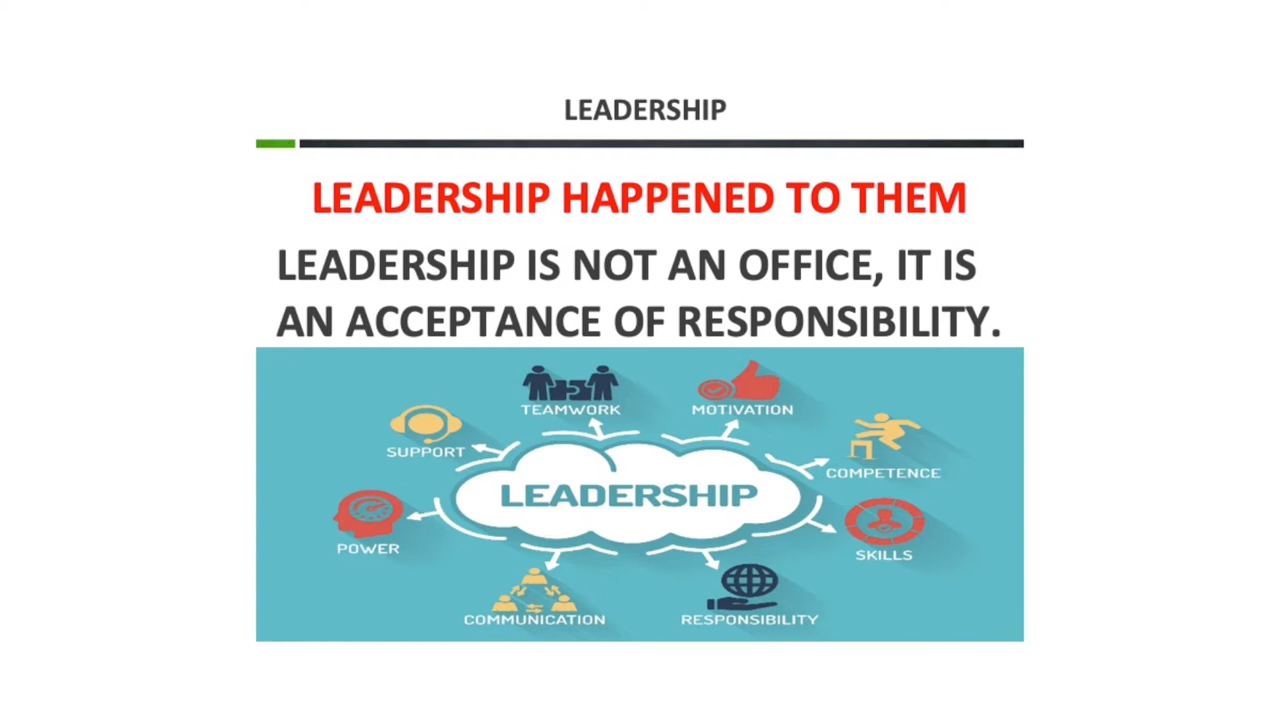 LEADERSHIP
LEADERSHIP HAPPENED TO THEM
LEADERSHIP IS NOT AN OFFICE, IT IS
AN ACCEPTANCE OF RESPONSIBILITY.
TEAMWORK
MOTIVATION
SUPPORT
COMPETENCE
LEADERSHIP
POWER
SKILLS
COMMUNICATION
RESPONSIBILITY